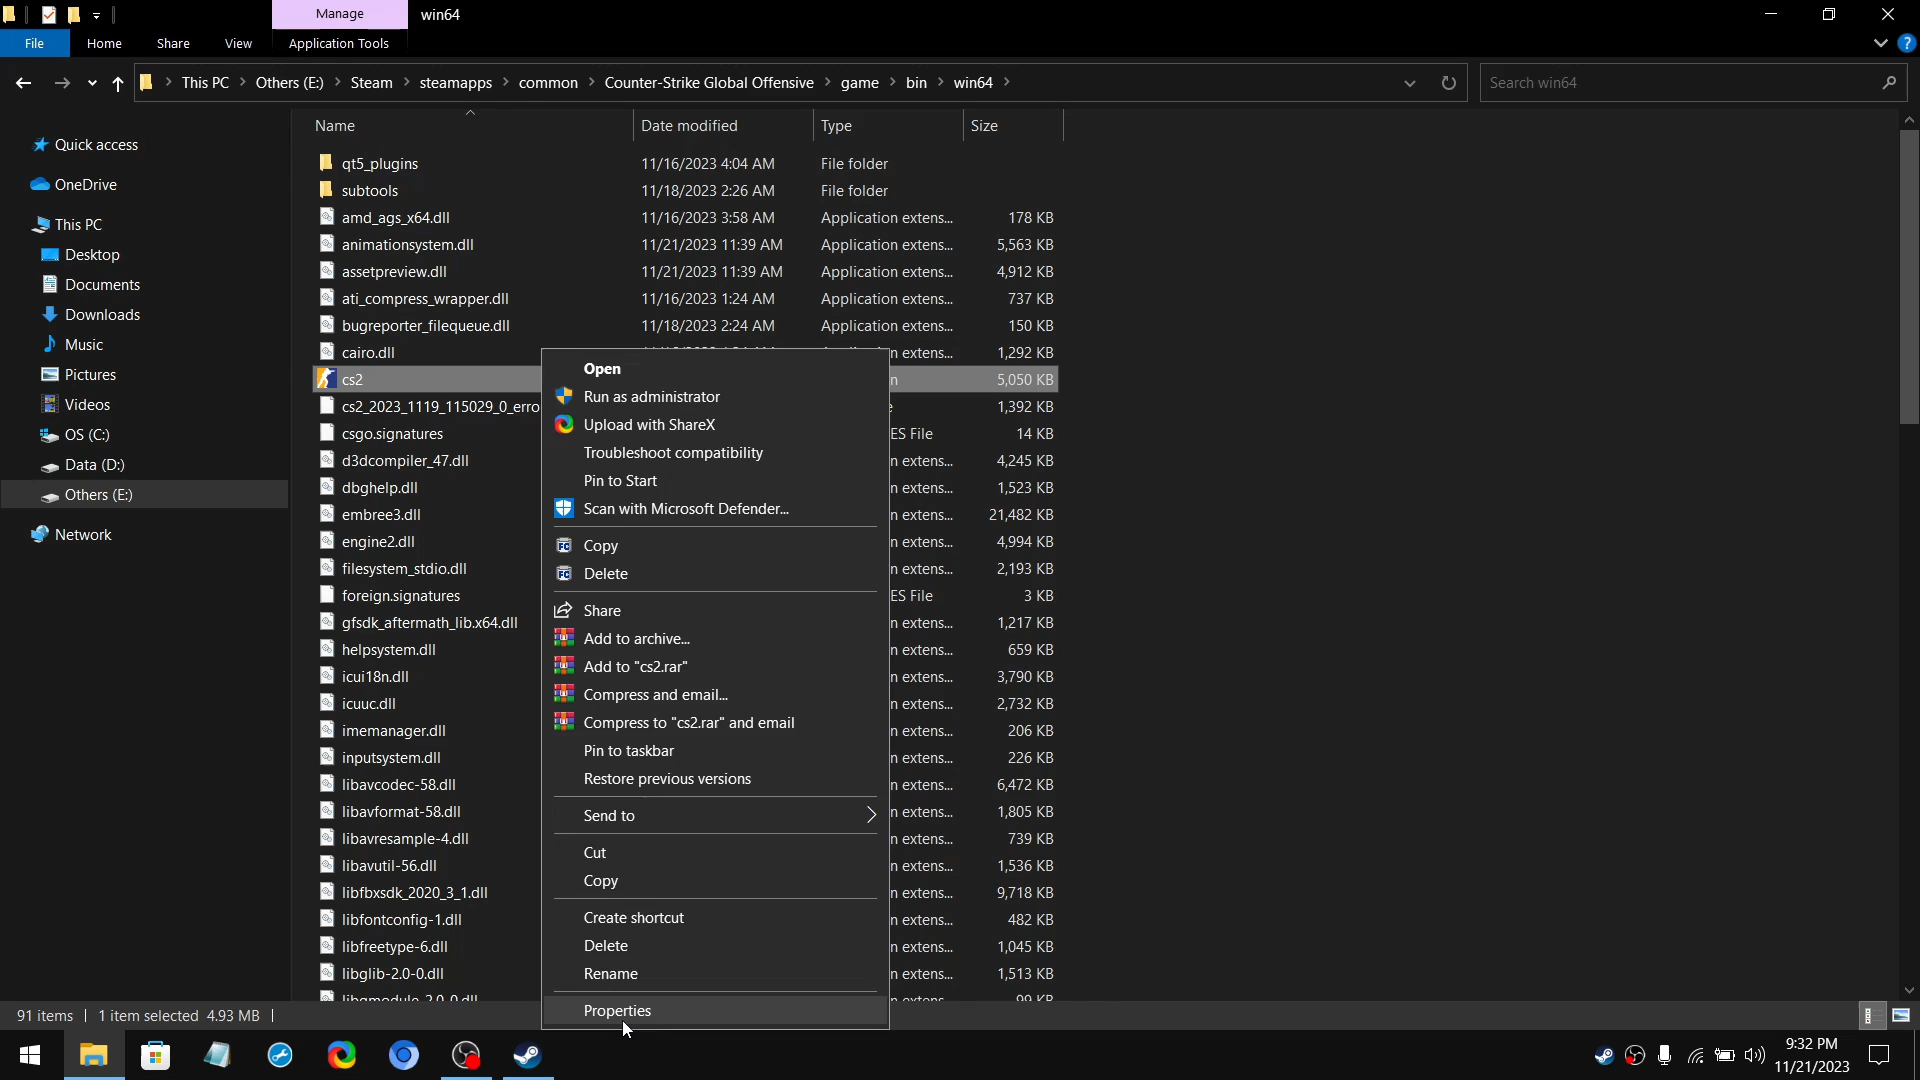 Manage
win64
File
Home
Share
View
Application Tools
This PC
Others (E:)
Steam
steamapps
common
Counter-Strike Global Offensive
game
bin
win64
Search win64
Name
Date modified
Type
Size
Quick access
OneDrive
This PC
Desktop
Documents
Downloads
Music
Pictures
Videos
OS (C:)
Data (D:)
Others (E:)
Network
qt5_plugins 11/16/2023 4:04 AM File folder
subtools 11/18/2023 2:26 AM File folder
amd_ags_x64.dll 11/16/2023 3:58 AM Application extens... 178 KB
animationsystem.dll 11/21/2023 11:39 AM Application extens... 5,563 KB
assetpreview.dll 11/21/2023 11:39 AM Application extens... 4,912 KB
ati_compress_wrapper.dll 11/16/2023 1:24 AM Application extens... 737 KB
bugreporter_filequeue.dll 11/18/2023 2:24 AM Application extens... 150 KB
cairo.dll n extens... 1,292 KB
cs2 n 5,050 KB
cs2_2023_1119_115029_0_erro e 1,392 KB
csgo.signatures ES File 14 KB
d3dcompiler_47.dll n extens... 4,245 KB
dbghelp.dll n extens... 1,523 KB
embree3.dll n extens... 21,482 KB
engine2.dll n extens... 4,994 KB
filesystem_stdio.dll n extens... 2,193 KB
foreign.signatures ES File 3 KB
gfsdk_aftermath_lib.x64.dll n extens... 1,217 KB
helpsystem.dll n extens... 659 KB
icui18n.dll n extens... 3,790 KB
icuuc.dll n extens... 2,732 KB
imemanager.dll n extens... 206 KB
inputsystem.dll n extens... 226 KB
libavcodec-58.dll n extens... 6,472 KB
libavformat-58.dll n extens... 1,805 KB
libavresample-4.dll n extens... 739 KB
libavutil-56.dll n extens... 1,536 KB
libfbxsdk_2020_3_1.dll n extens... 9,718 KB
libfontconfig-1.dll n extens... 482 KB
libfreetype-6.dll n extens... 1,045 KB
libglib-2.0-0.dll n extens... 1,513 KB
libgmodule-2.0-0.dll n extens... 99 KB
Open
Run as administrator
Upload with ShareX
Troubleshoot compatibility
Pin to Start
Scan with Microsoft Defender...
Copy
Delete
Share
Add to archive...
Add to "cs2.rar"
Compress and email...
Compress to "cs2.rar" and email
Pin to taskbar
Restore previous versions
Send to
Cut
Copy
Create shortcut
Delete
Rename
Properties
91 items
1 item selected 4.93 MB
9:32 PM
11/21/2023